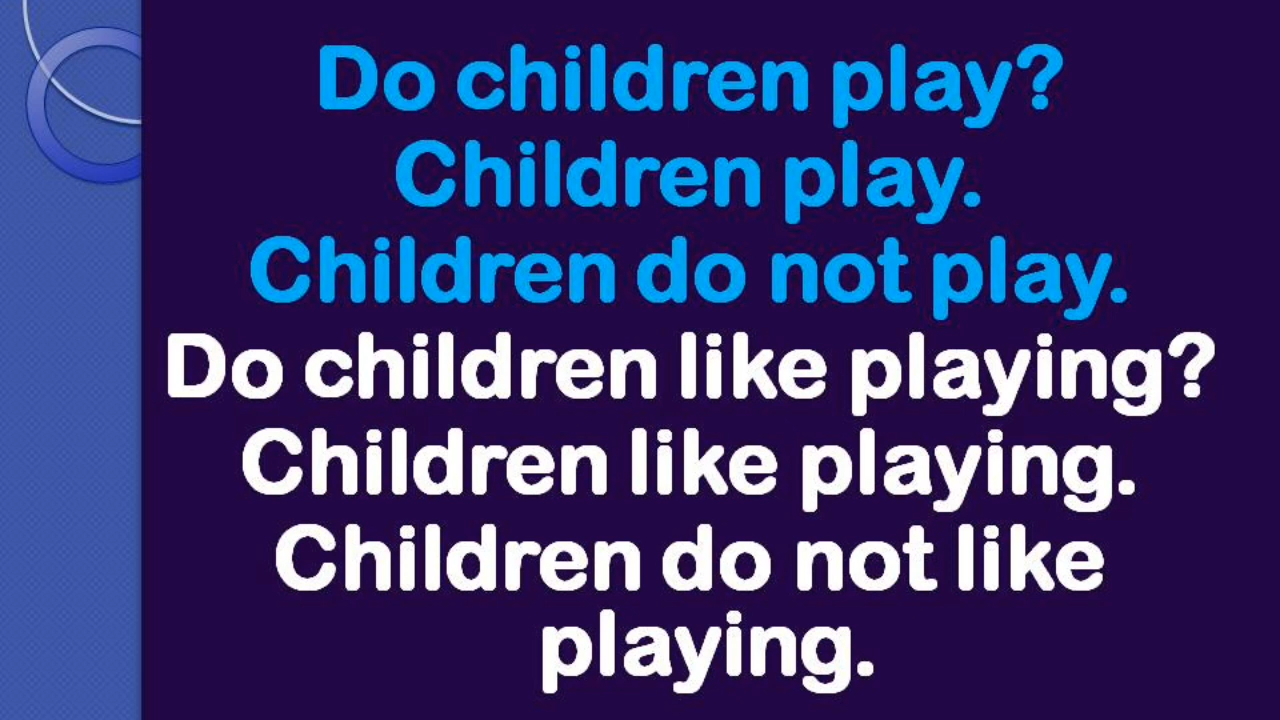 Do children play?
Children play.
Children do not play.
Do children like playing?
Children like playing.
Children do not like
playing.